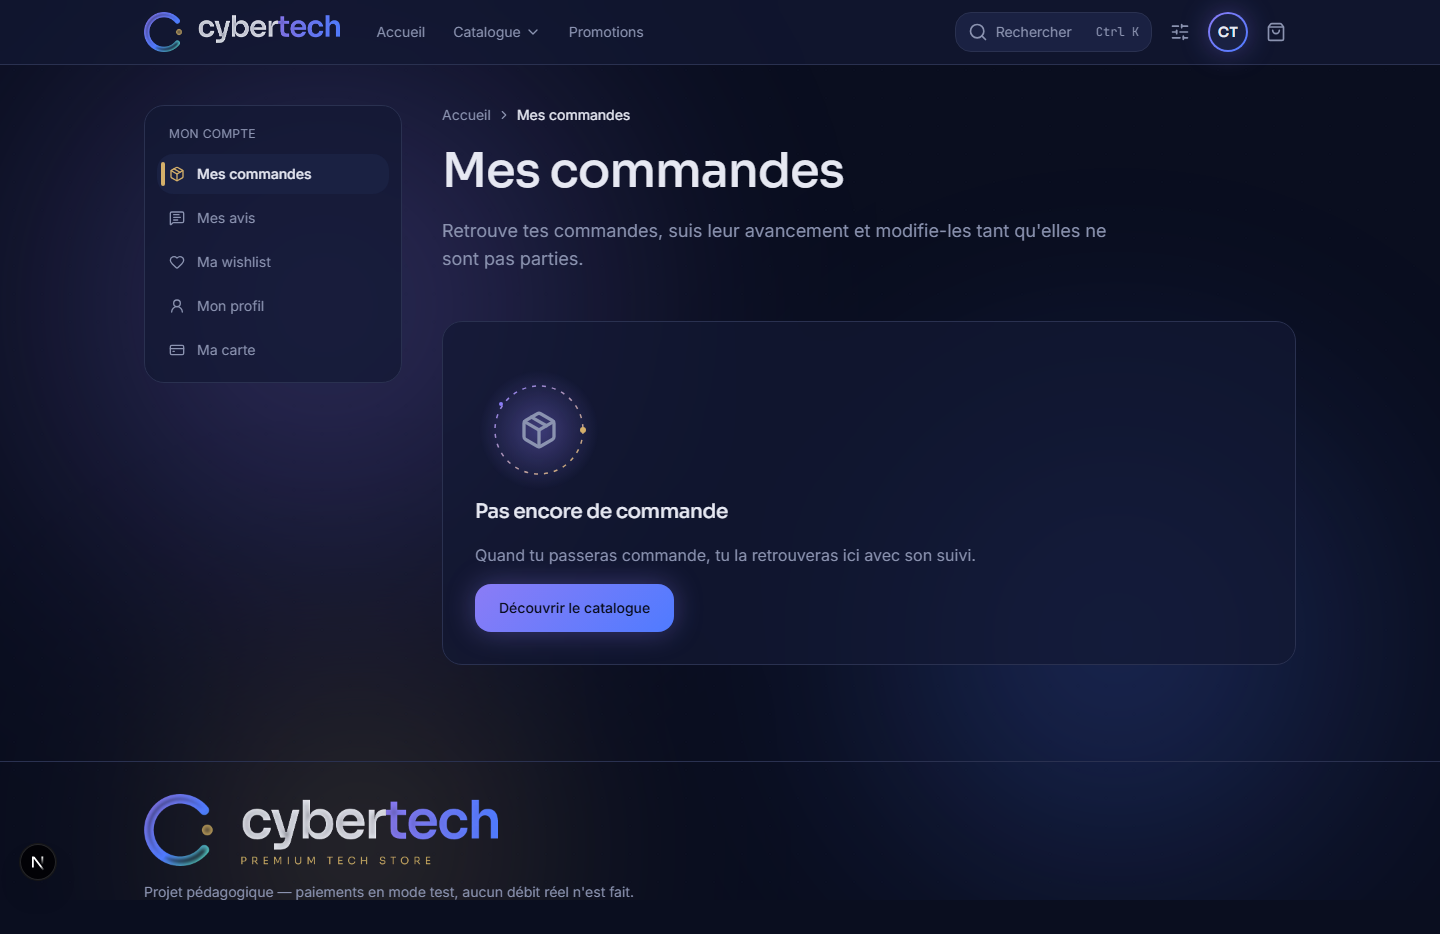 cybertech
Accueil
Catalogue
Promotions
Rechercher
Ctrl K
CT
MON COMPTE
Mes commandes
Mes avis
Ma wishlist
Mon profil
Ma carte
Accueil > Mes commandes
Mes commandes
Retrouve tes commandes, suis leur avancement et modifie-les tant qu'elles ne
sont pas parties.
Pas encore de commande
Quand tu passeras commande, tu la retrouveras ici avec son suivi.
Découvrir le catalogue
cybertech
PREMIUM TECH STORE
N
Projet pédagogique — paiements en mode test, aucun débit réel n'est fait.